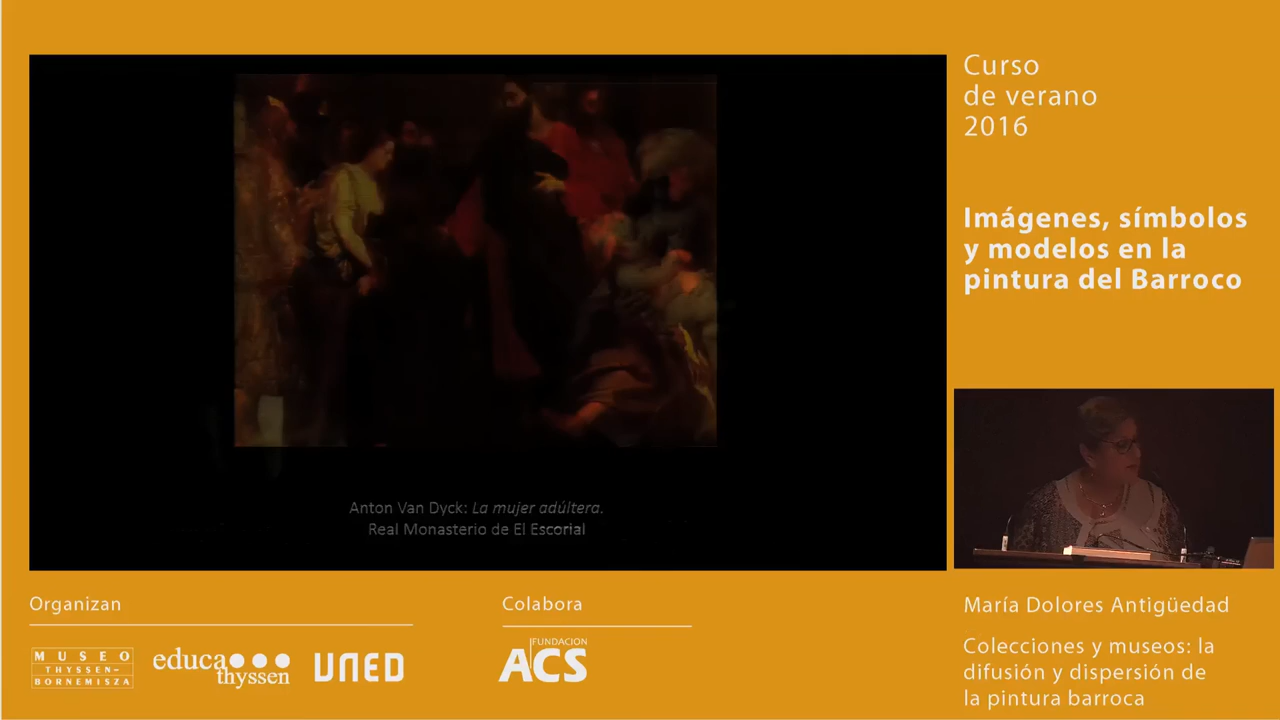 Curso
de verano
2016
Imágenes, símbolos
y modelos en la
pintura del Barroco
Anton Van Dyck: La mujer adúltera.
Real Monasterio de El Escorial
Organizan
MUSEO
THYSSEN-
BORNEMISZA
educa
thyssen
UNED
Colabora
FUNDACION
ACS
María Dolores Antigüedad
Colecciones y museos: la
difusión y dispersión de
la pintura barroca